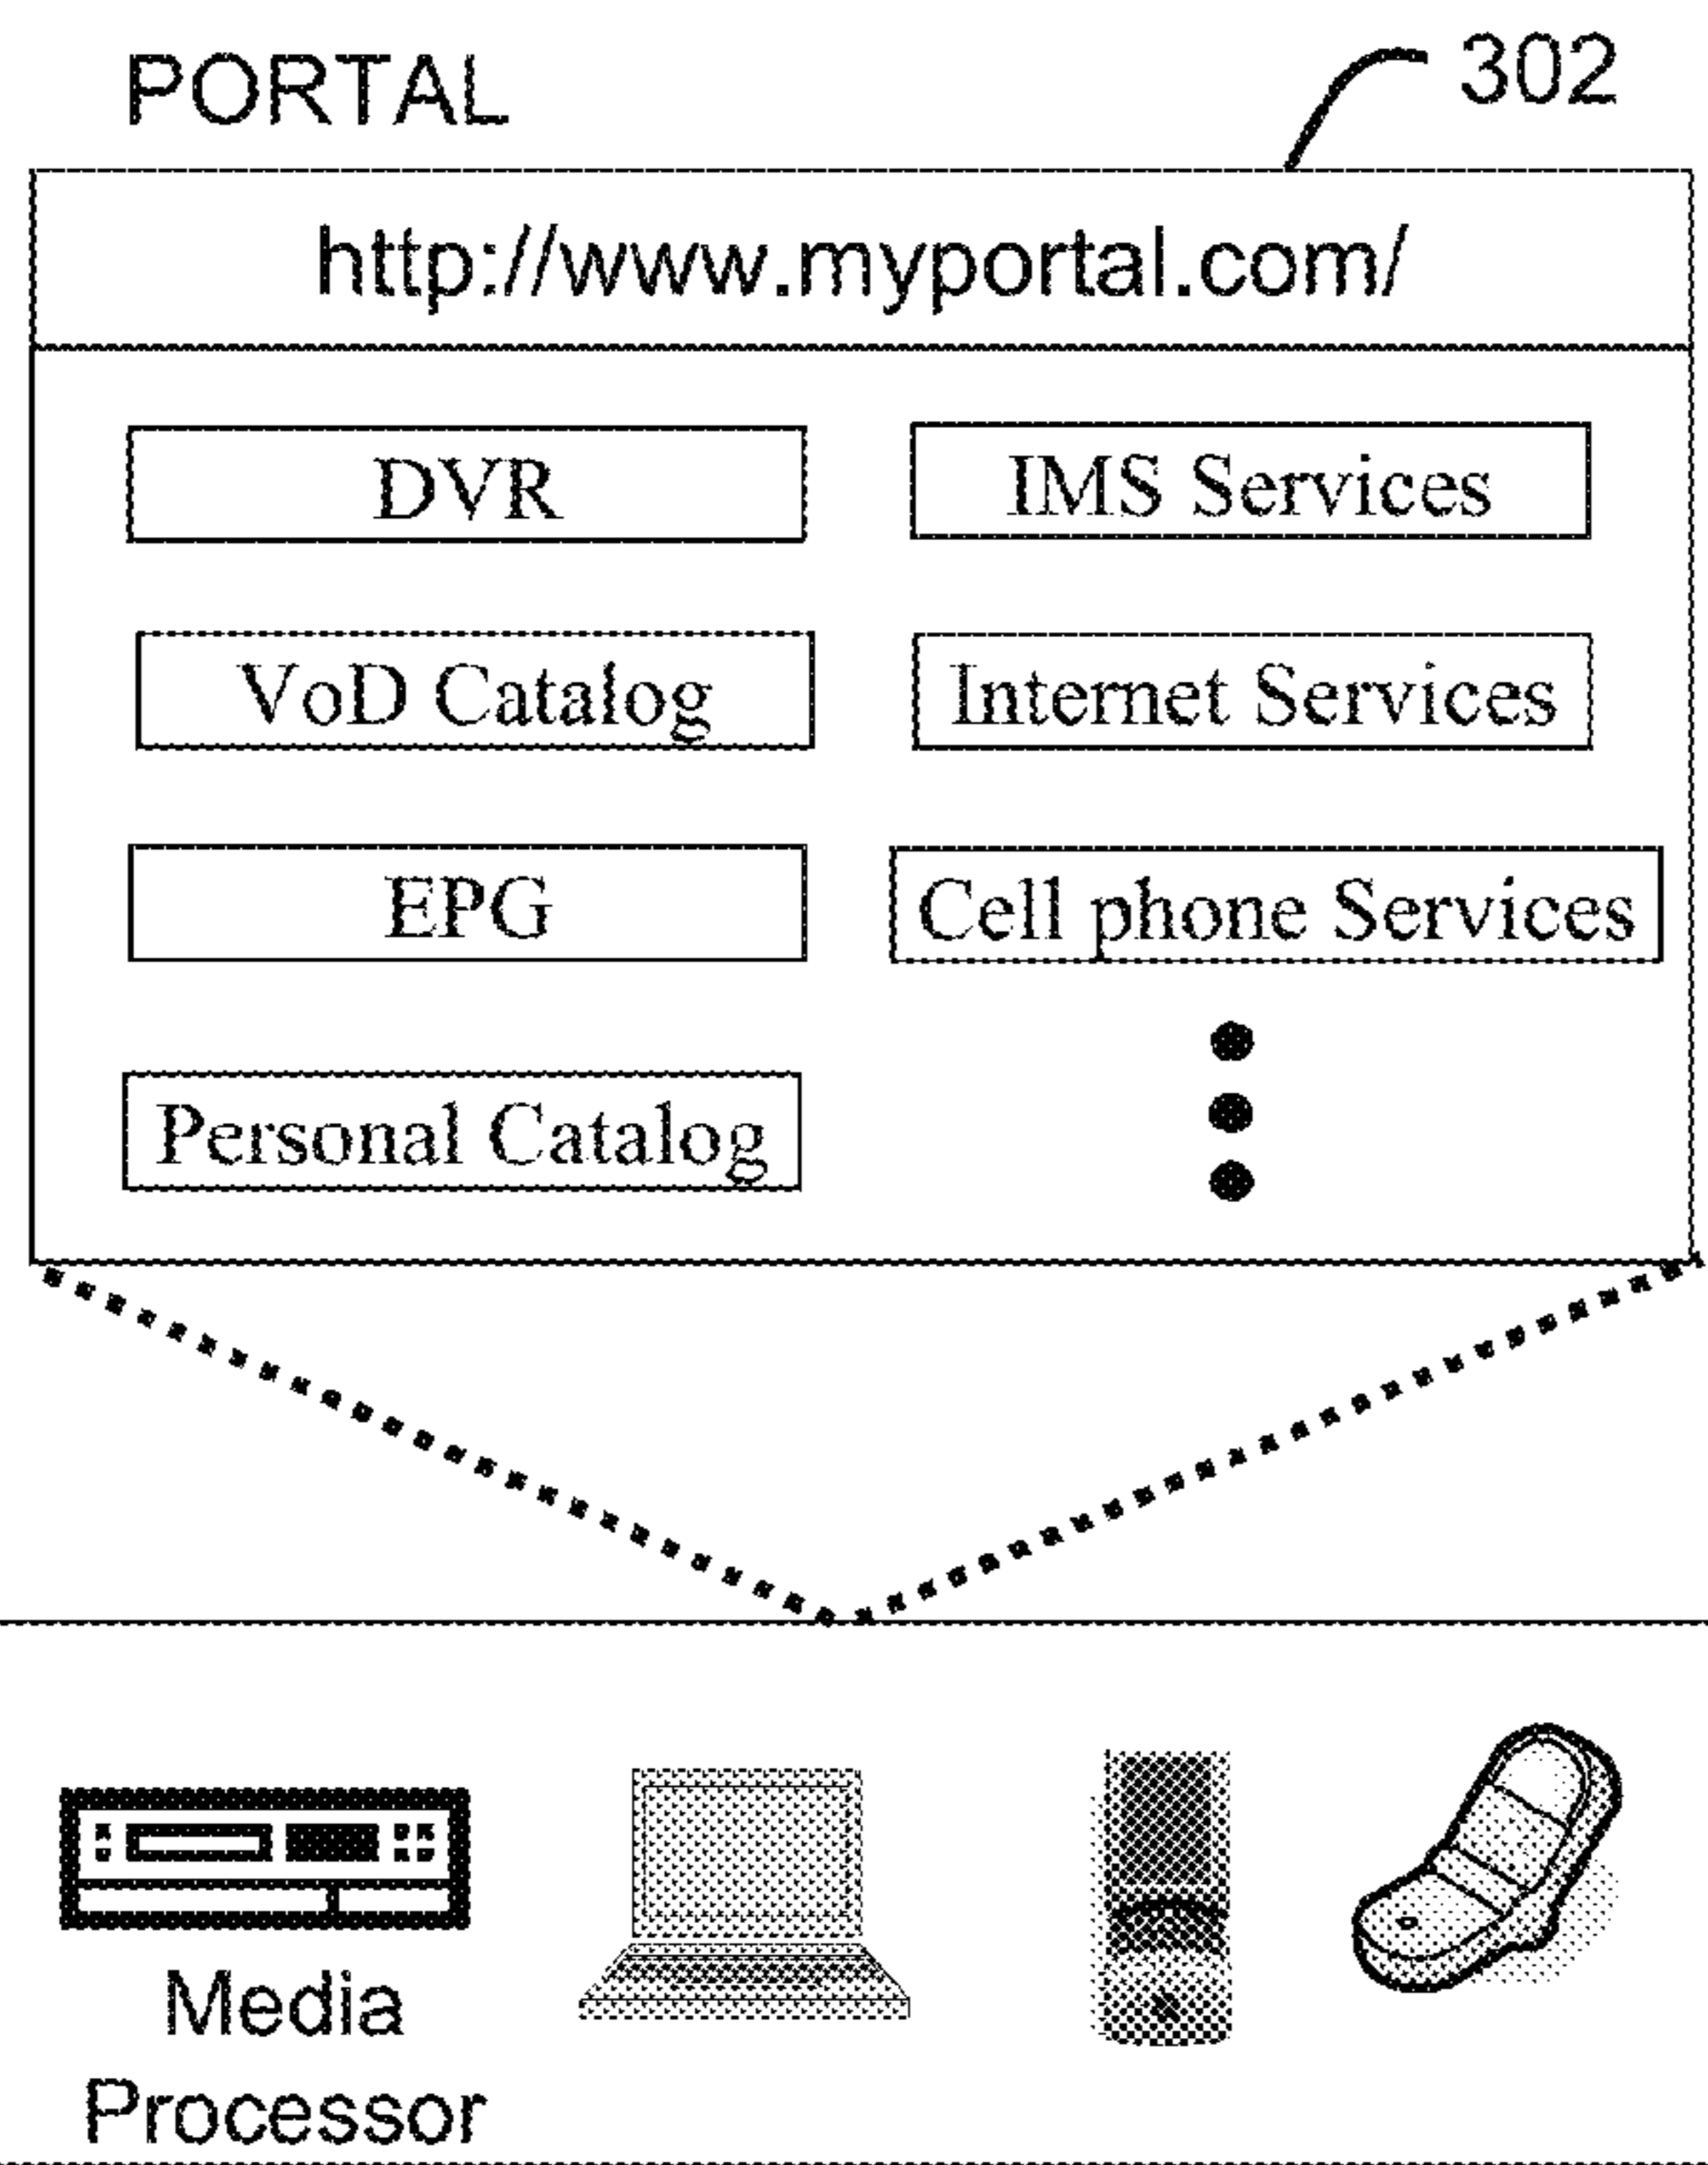 PORTAL
302
http://www.myportal.com/
DVR
IMS Services
VoD Catalog
Internet Services
EPG
Cell phone Services
Personal Catalog
Media
Processor